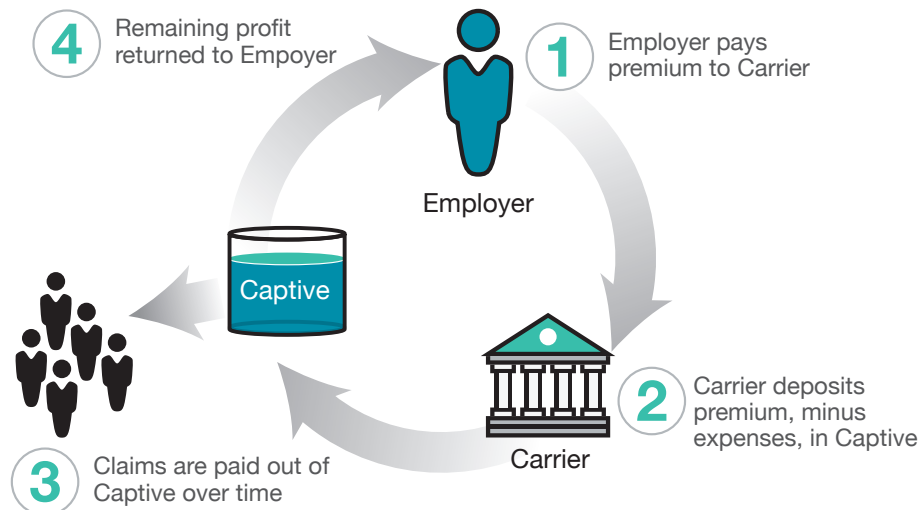 4
Remaining profit
returned to Empoyer
1
Employer pays
premium to Carrier
Employer
Captive
2
Carrier deposits
premium, minus
expenses, in Captive
Carrier
3
Claims are paid out of
Captive over time